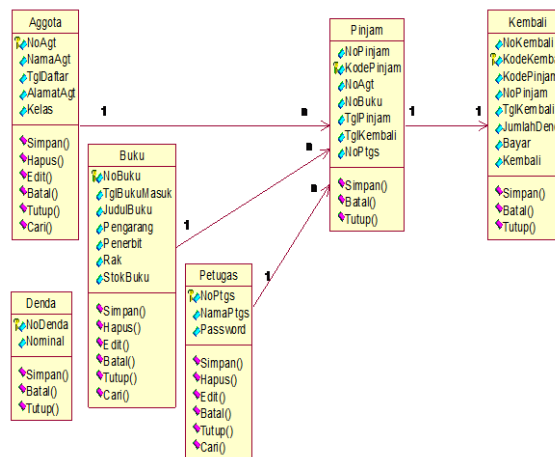 Aggota
NoAgt
NamaAgt
TglDaftar
AlamatAgt
Kelas
Simpan()
Hapus()
Edit()
Batal()
Tutup()
Cari()
Denda
NoDenda
Nominal
Simpan()
Batal()
Tutup()
Buku
NoBuku
TglBukuMasuk
JudulBuku
Pengarang
Penerbit
Rak
StokBuku
Simpan()
Hapus()
Edit()
Batal()
Tutup()
Cari()
Petugas
NoPtgs
NamaPtgs
Password
Simpan()
Hapus()
Edit()
Batal()
Tutup()
Cari()
Pinjam
NoPinjam
KodePinjam
NoAgt
NoBuku
TglPinjam
TglKembali
NoPtgs
Simpan()
Batal()
Tutup()
Kembali
NoKembali
KodeKemba
KodePinjam
NoPinjam
TglKembali
JumlahDen
Bayar
Kembali
Simpan()
Batal()
Tutup()
1 n
1 n
1 n
1 1